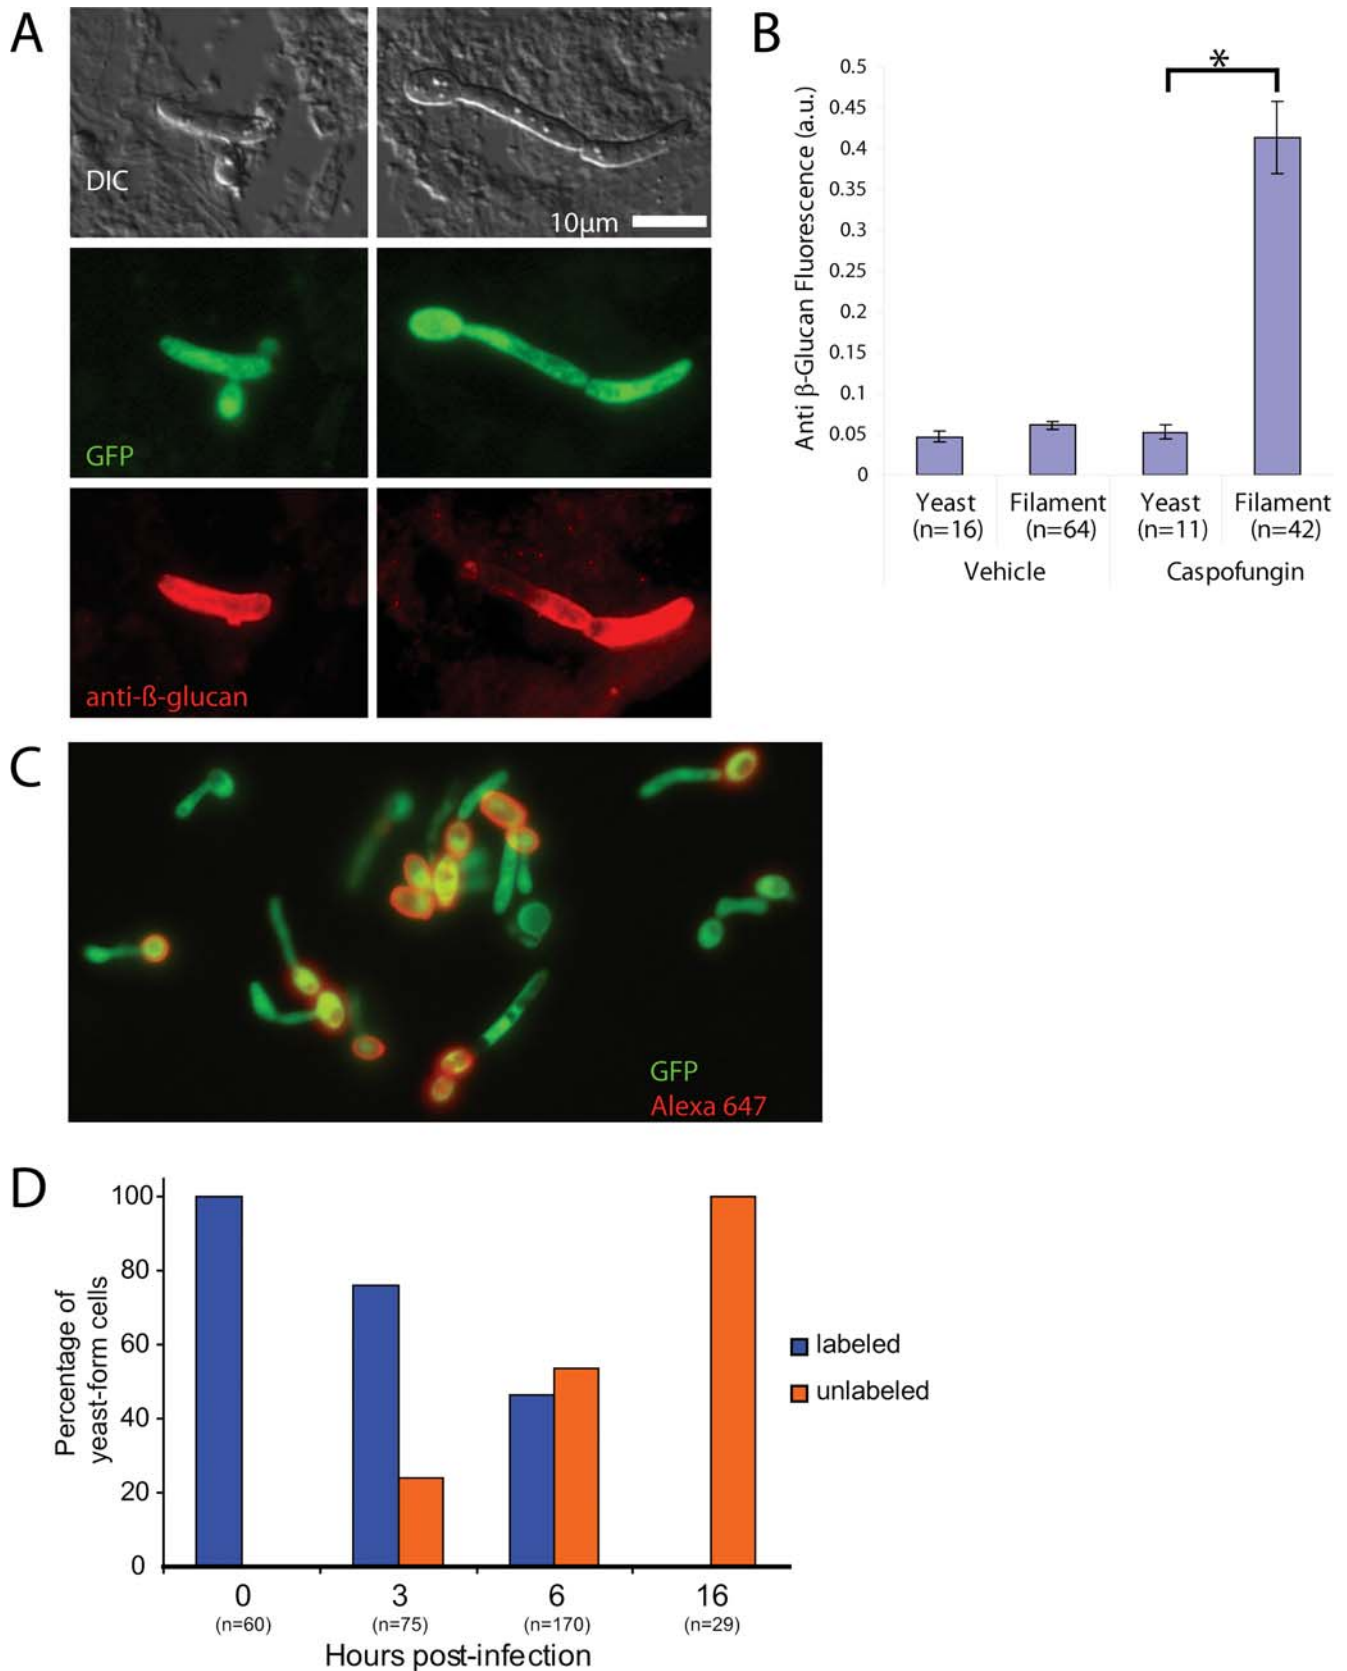 A
DIC
10μm
GFP
anti-ß-glucan
B
*
Anti β-Glucan Fluorescence (a.u.)
0.5
0.45
0.4
0.35
0.3
0.25
0.2
0.15
0.1
0.05
0
Yeast Filament Yeast Filament
(n=16) (n=64) (n=11) (n=42)
Vehicle Caspofungin
C
GFP
Alexa 647
D
Percentage of
yeast-form cells
100
80
60
40
20
0
labeled
unlabeled
0 3 6 16
(n=60) (n=75) (n=170) (n=29)
Hours post-infection